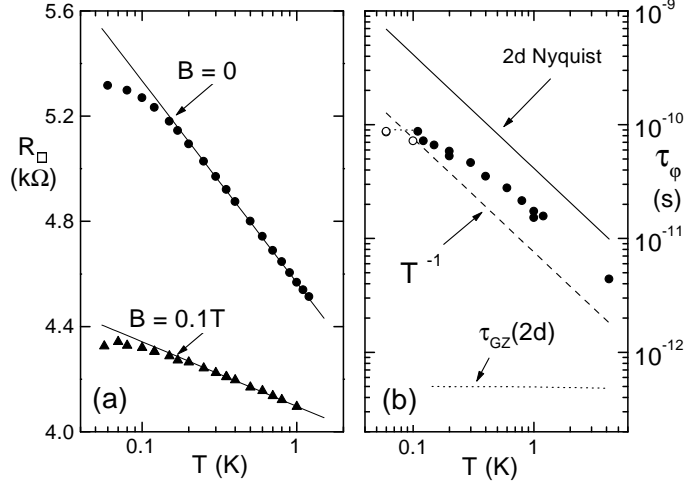 5.6
5.2
4.8
4.4
4.0
R□
(kΩ)
B = 0
B = 0.1T
(a)
0.1
1
T (K)
2d Nyquist
T⁻¹
τGZ(2d)
(b)
0.1
1
T (K)
10⁻⁹
10⁻¹⁰
10⁻¹¹
10⁻¹²
τφ
(s)